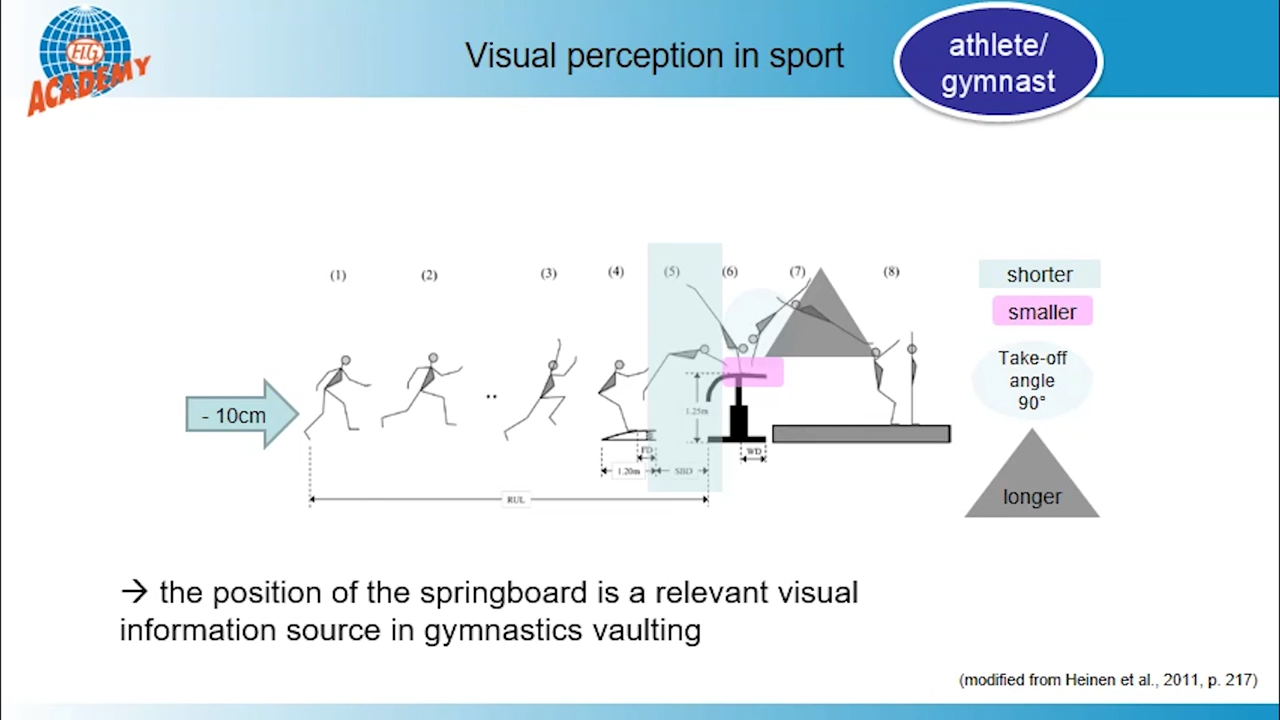 F.I.G.
ACADEMY
Visual perception in sport
athlete/
gymnast
(1) (2) (3) (4) (5) (6) (7) (8)
shorter
smaller
Take-off
angle
90°
longer
- 10cm
..
1.25m
FD
WD
1.20m
SBD
RUL
→ the position of the springboard is a relevant visual
information source in gymnastics vaulting
(modified from Heinen et al., 2011, p. 217)